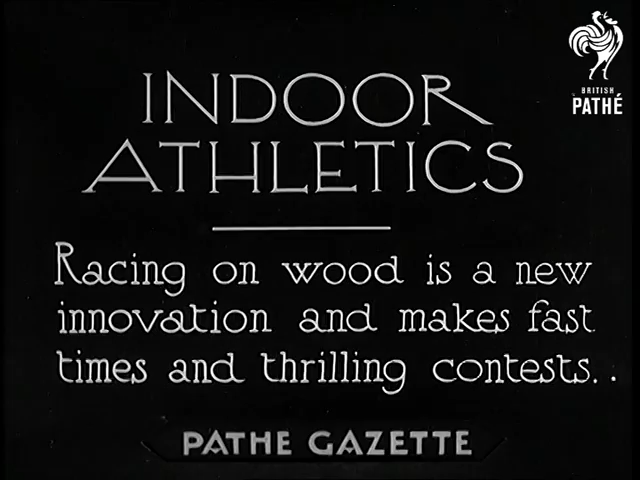 BRITISH
PATHÉ
INDOOR
ATHLETICS
Racing on wood is a new
innovation and makes fast
times and thrilling contests. .
PATHE GAZETTE